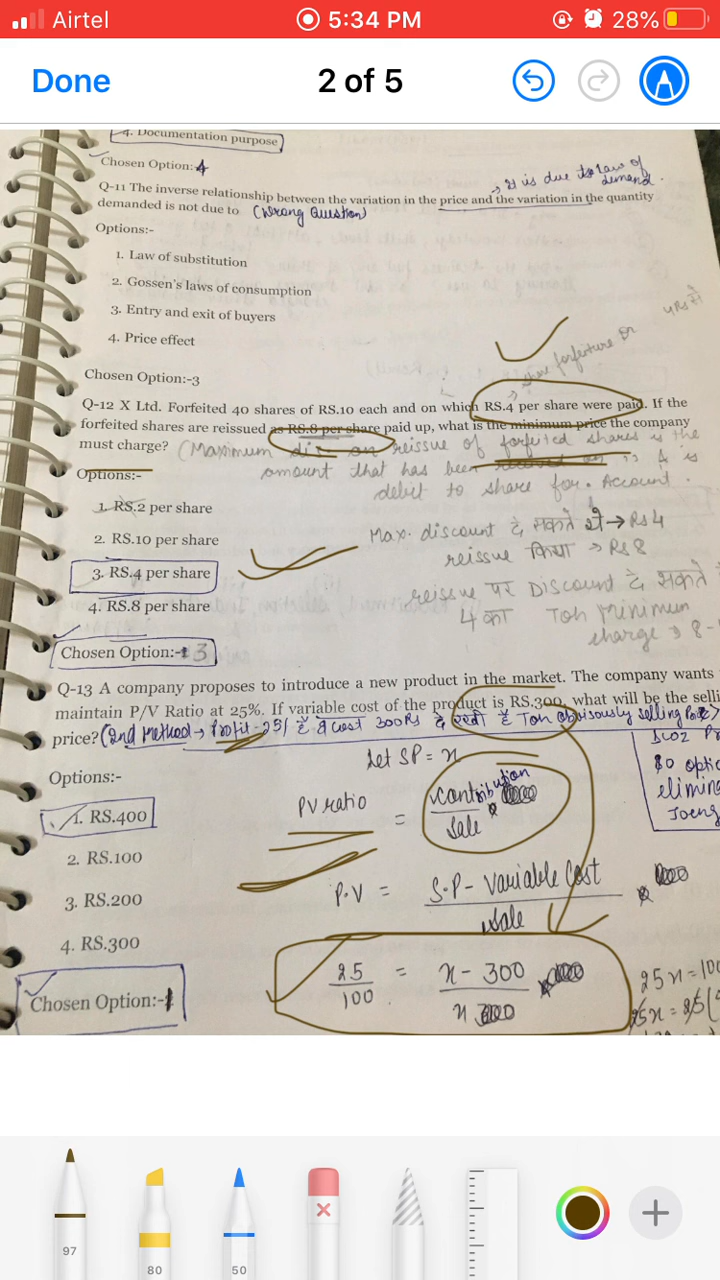 Airtel
5:34 PM
28%
Done
2 of 5
4. Documentation purpose
Chosen Option:-4
→ It is due to law of
demand.
Q-11 The inverse relationship between the variation in the price and the variation in the quantity
demanded is not due to (Wrong Question)
Options:-
1. Law of substitution
2. Gossen's laws of consumption
3. Entry and exit of buyers
4. Price effect
Chosen Option:-3
Q-12 X Ltd. Forfeited 40 shares of RS.10 each and on which RS.4 per share were paid. If the
forfeited shares are reissued as RS.8 per share paid up, what is the minimum price the company
must charge? (Maximum dis. on reissue of forfeited shares is the
Options:-
amount that has been
debit to share for. Account.
1. RS.2 per share
2. RS.10 per share
3. RS.4 per share
4. RS.8 per share
Max. discount दे सकते थे → Rs 4
reissue किया → Rs 8
reissue पर Discount दे सकते
4 का Toh minimum
charge → 8-
Chosen Option:- 3
Q-13 A company proposes to introduce a new product in the market. The company wants
maintain P/V Ratio at 25%. If variable cost of the product is RS.300, what will be the selli
price? (2nd Method → Profit 25% है व cost 300Rs है Toh obvisously selling
Options:-
1. RS.400
2. RS.100
3. RS.200
4. RS.300
Chosen Option:-1
Let SP = x
PV ratio = Contribution
Sale
P.V = S.P - Variable Cost
Sale
25 = x - 300
100 x
optio
elimina
25x = 100
97
80
50